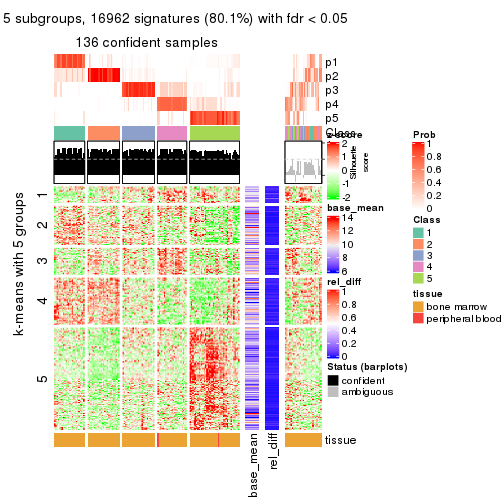 5 subgroups, 16962 signatures (80.1%) with fdr < 0.05
136 confident samples
p1
p2
p3
p4
p5
Class
Silhouette
score
k-means with 5 groups
1
2
3
4
5
tissue
base_mean
rel_diff
z-score
2
1
0
-1
-2
base_mean
14
12
10
8
6
rel_diff
1
0.8
0.6
0.4
0.2
0
Status (barplots)
confident
ambiguous
Prob
1
0.8
0.6
0.4
0.2
0
Class
1
2
3
4
5
tissue
bone marrow
peripheral blood